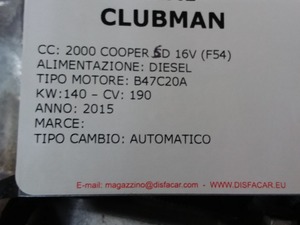 CLUBMAN
CC: 2000 COOPER SD 16V (F54)
ALIMENTAZIONE: DIESEL
TIPO MOTORE: B47C20A
KW:140 – CV: 190
ANNO: 2015
MARCE:
TIPO CAMBIO: AUTOMATICO
E-mail: magazzino@disfacar.com - WWW.DISFACAR.EU